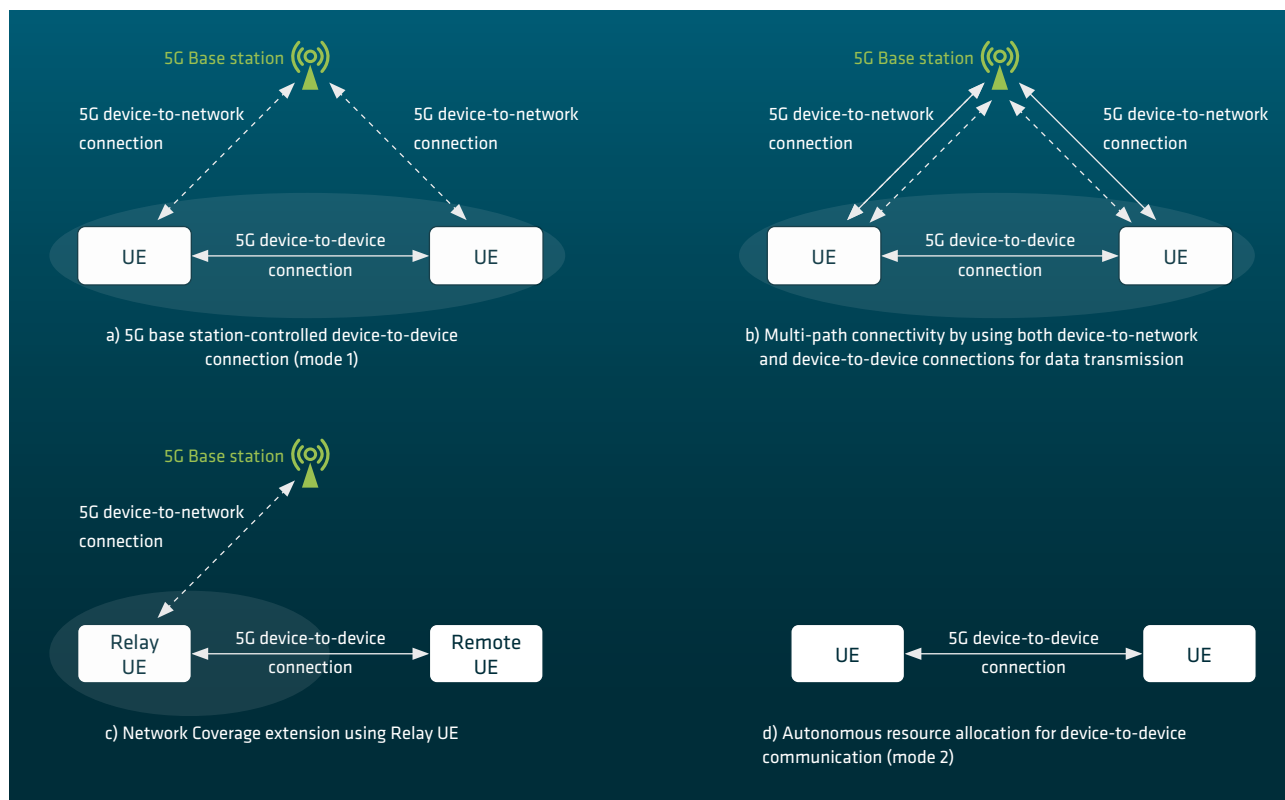 5G Base station
5G device-to-network
connection
5G device-to-network
connection
UE
5G device-to-device
connection
UE
a) 5G base station-controlled device-to-device
connection (mode 1)
5G Base station
5G device-to-network
connection
5G device-to-network
connection
UE
5G device-to-device
connection
UE
b) Multi-path connectivity by using both device-to-network
and device-to-device connections for data transmission
5G Base station
5G device-to-network
connection
Relay
UE
5G device-to-device
connection
Remote
UE
c) Network Coverage extension using Relay UE
UE
5G device-to-device
connection
UE
d) Autonomous resource allocation for device-to-device
communication (mode 2)